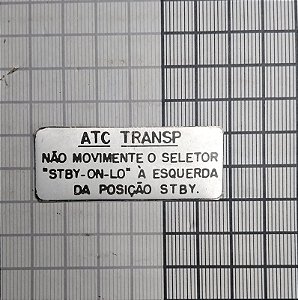 ATC TRANSP
NÃO MOVIMENTE O SELETOR
"STBY-ON-LO" À ESQUERDA
DA POSIÇÃO STBY.